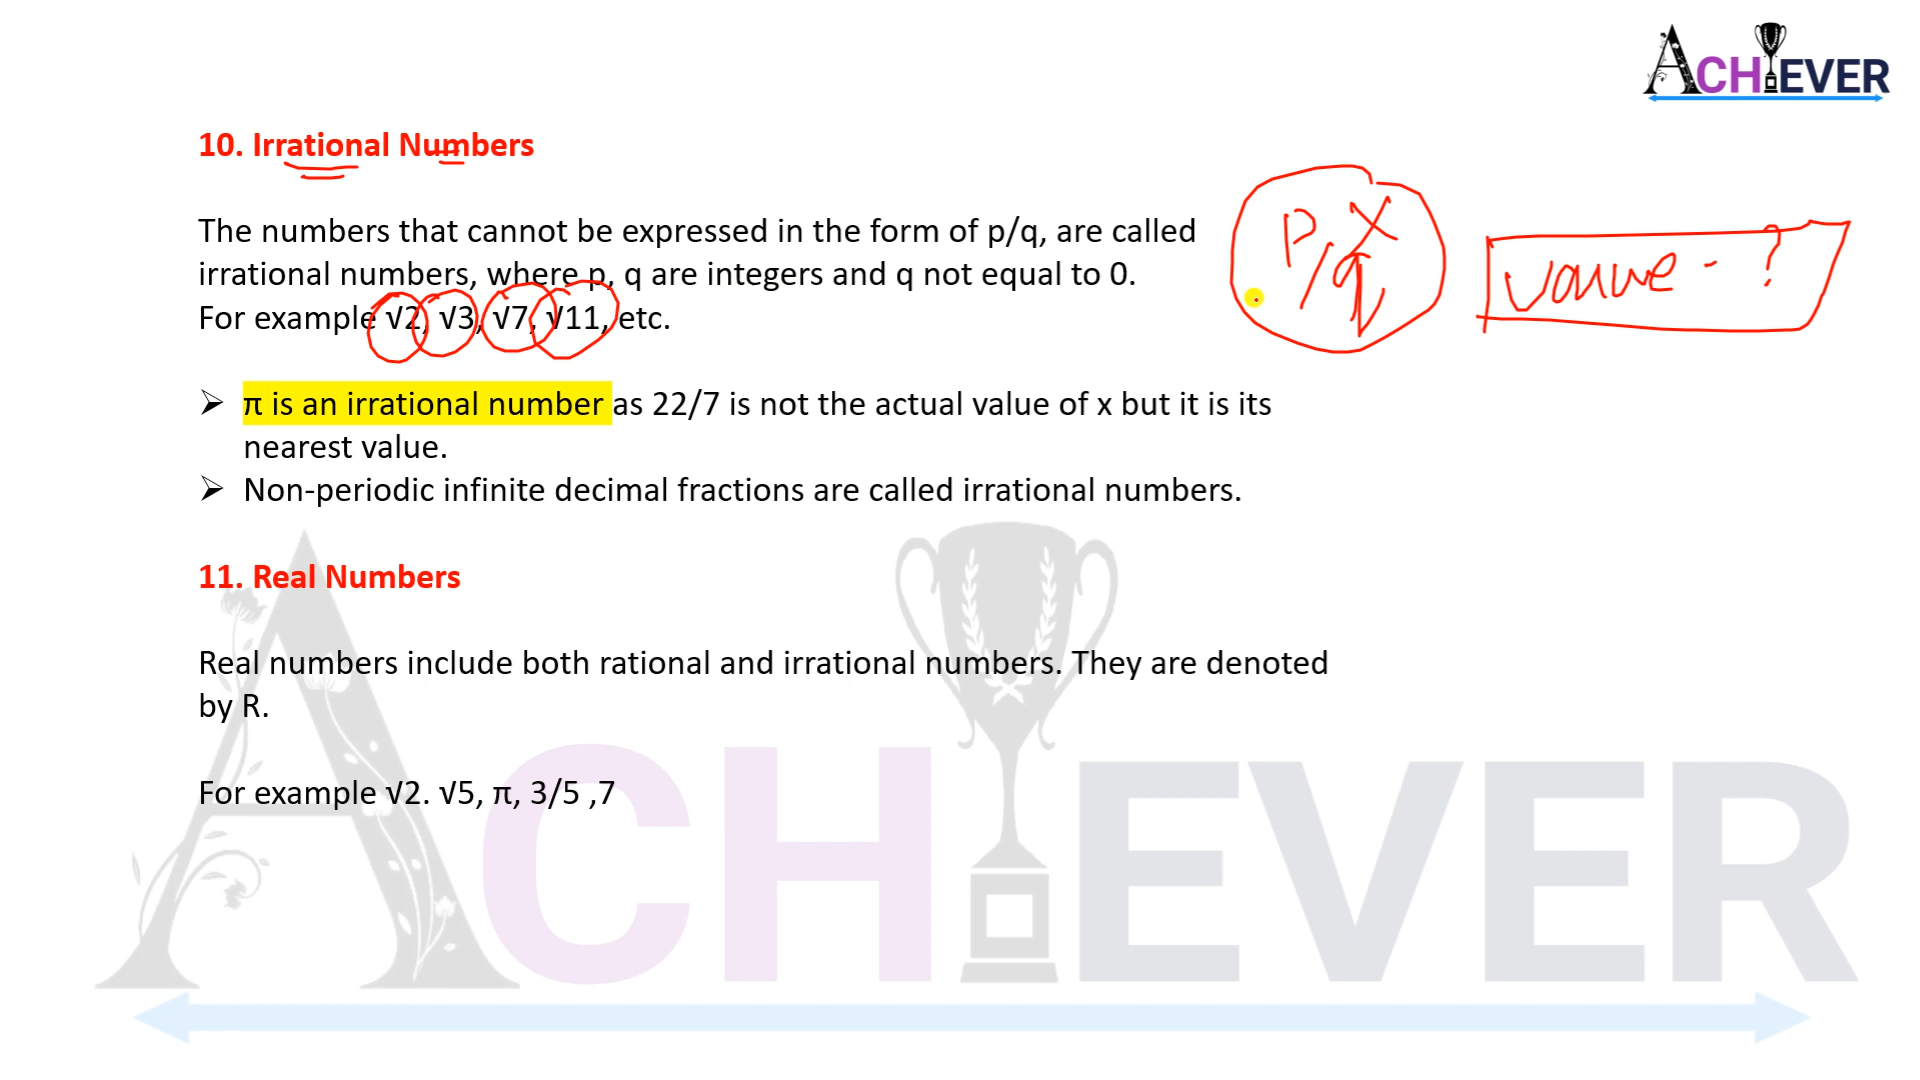 ACHIEVER
10. Irrational Numbers
The numbers that cannot be expressed in the form of p/q, are called
irrational numbers, where p, q are integers and q not equal to 0.
For example √2, √3, √7, √11, etc.
P/q X
value - ?
➢ π is an irrational number as 22/7 is not the actual value of x but it is its
nearest value.
➢ Non-periodic infinite decimal fractions are called irrational numbers.
11. Real Numbers
Real numbers include both rational and irrational numbers. They are denoted
by R.
For example √2. √5, π, 3/5 ,7
ACHIEVER